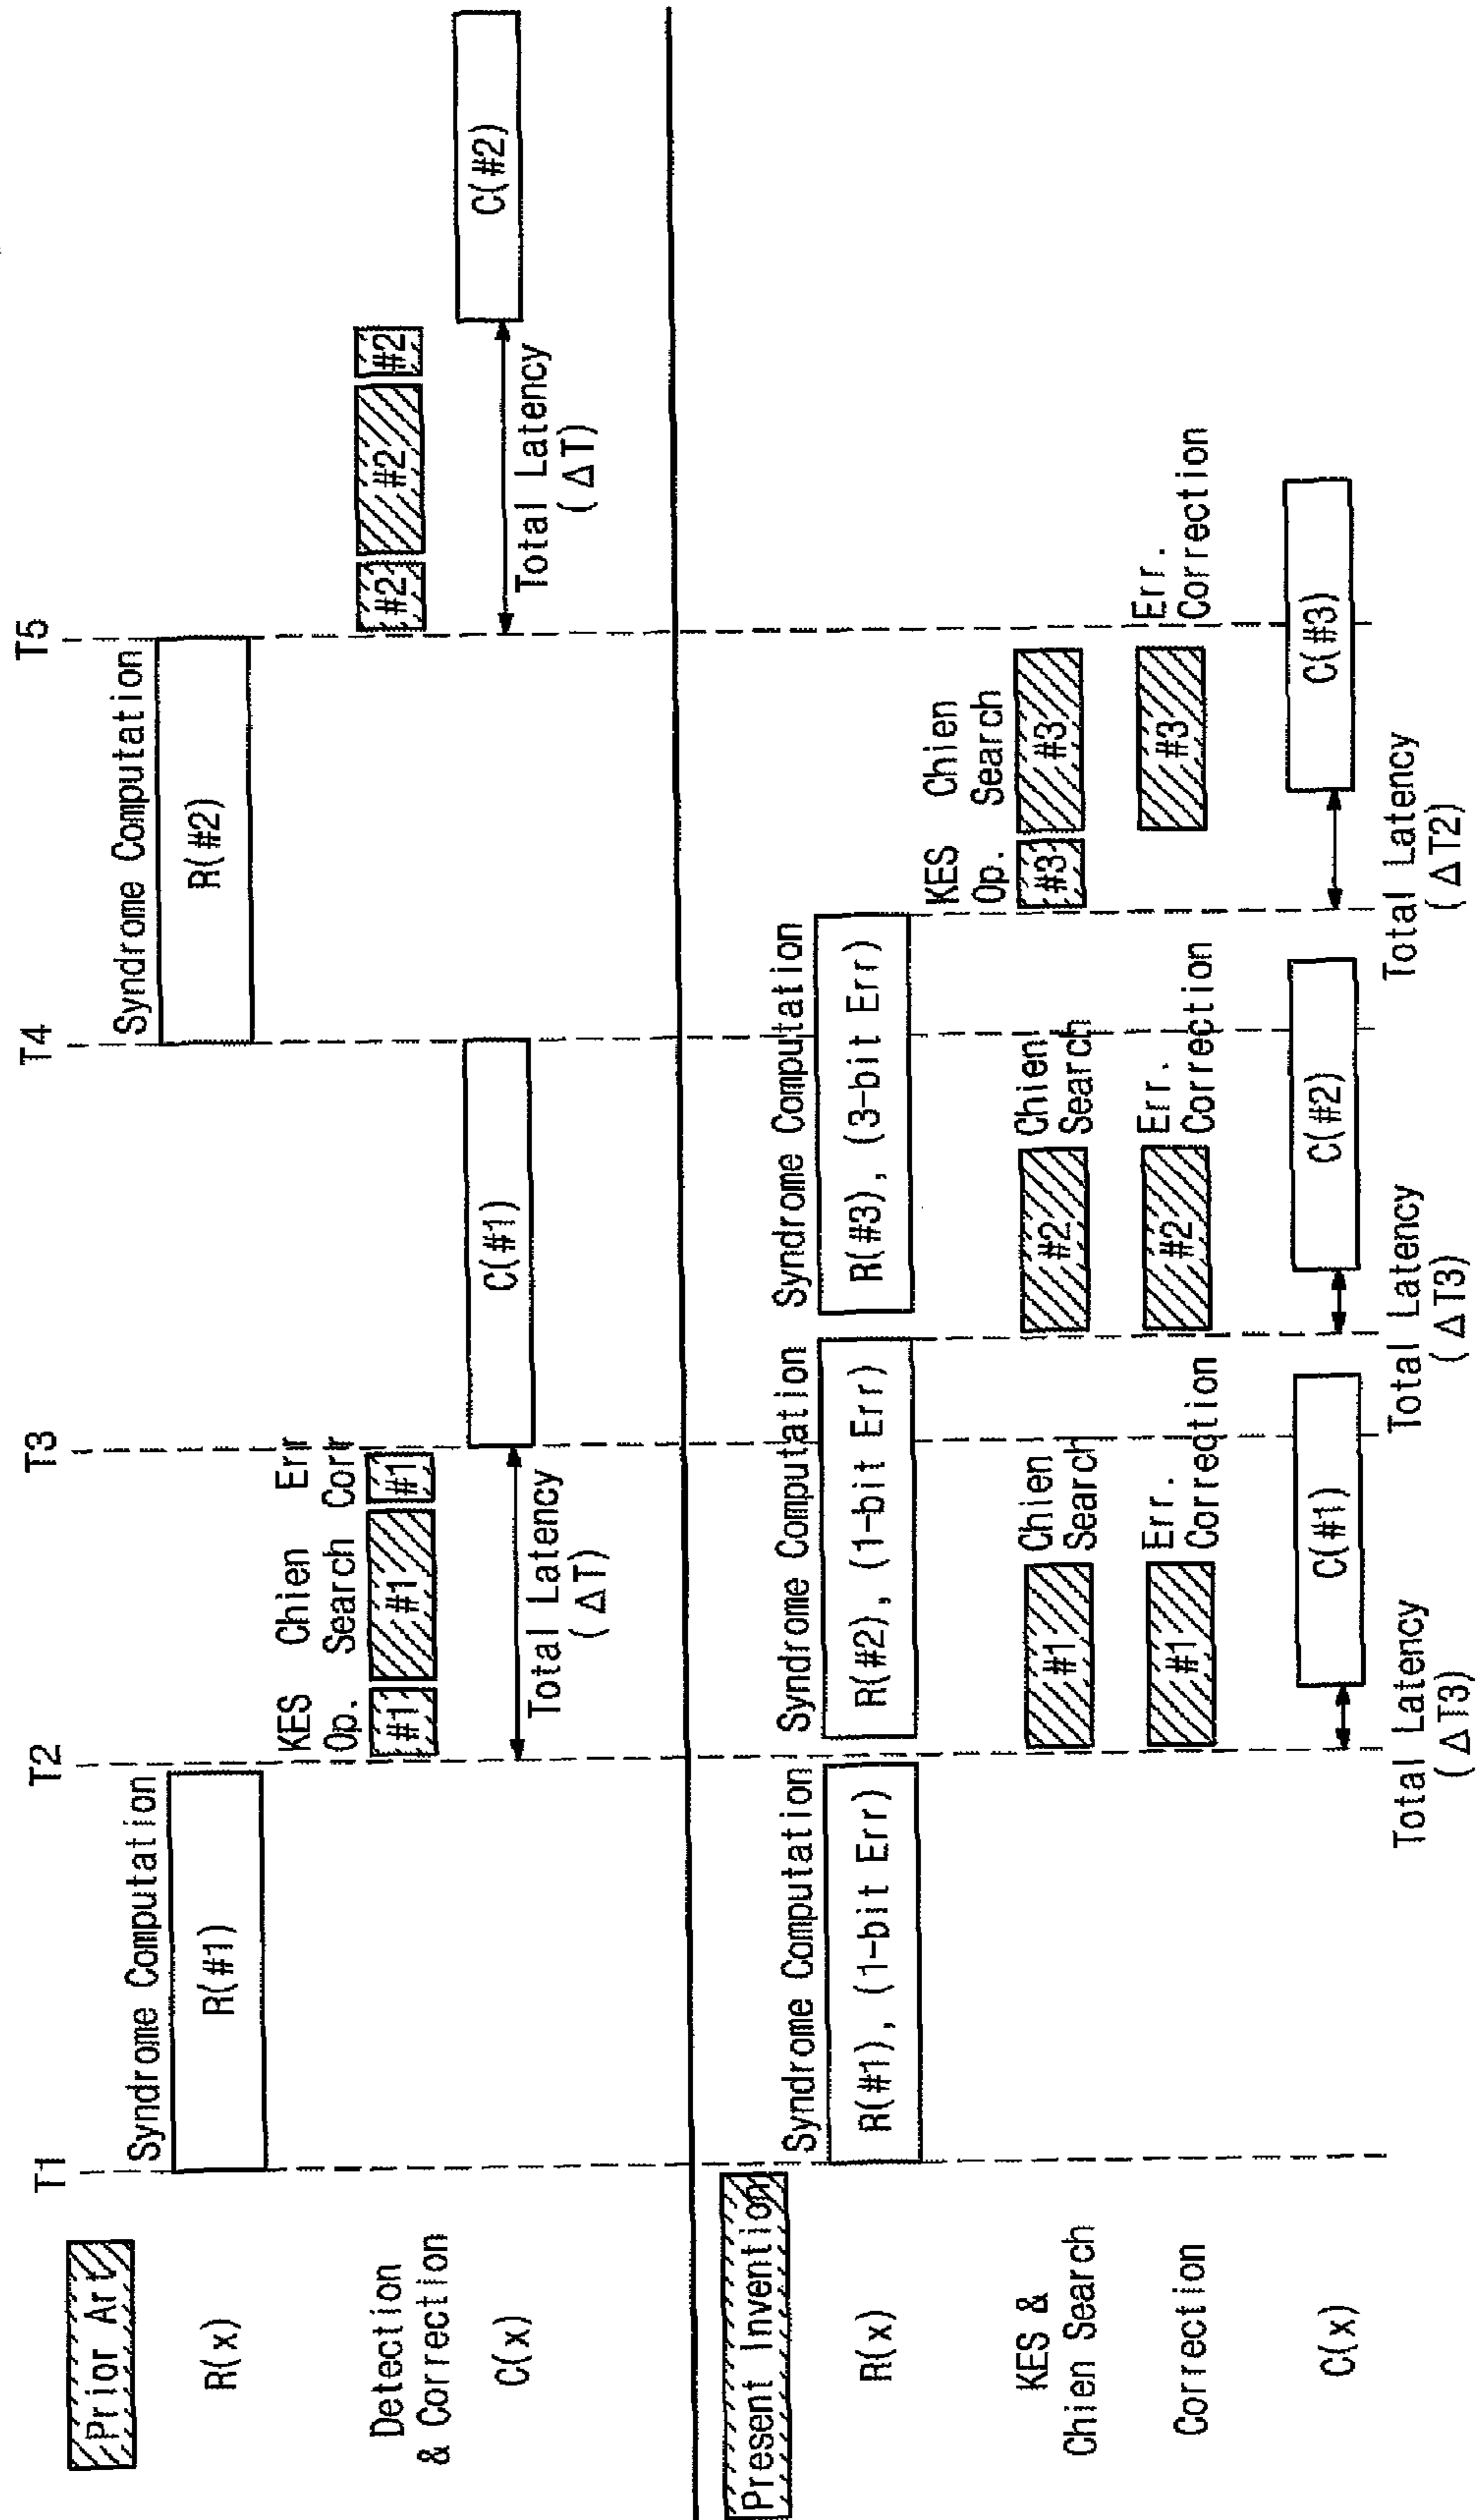 T1
T2
T3
T4
T5
Prior Art
R(x)
Syndrome Computation
R(#1)
Syndrome Computation
R(#2)
Detection
& Correction
KES
Op.
Chien
Search
Err
Corr
#1
#1
#1
#2
#2
#2
C(x)
Total Latency
(ΔT)
C(#1)
Total Latency
(ΔT)
C(#2)
Present Invention
R(x)
Syndrome Computation
R(#1), (1-bit Err)
Syndrome Computation
R(#2), (1-bit Err)
Syndrome Computation
R(#3), (3-bit Err)
KES &
Chien Search
#1
Chien
Search
#2
Chien
Search
KES
Op.
Chien
Search
#3
#3
Correction
#1
Err.
Correction
#2
Err.
Correction
#3
Err.
Correction
C(x)
C(#1)
C(#2)
C(#3)
Total Latency
(ΔT3)
Total Latency
(ΔT3)
Total Latency
(ΔT2)